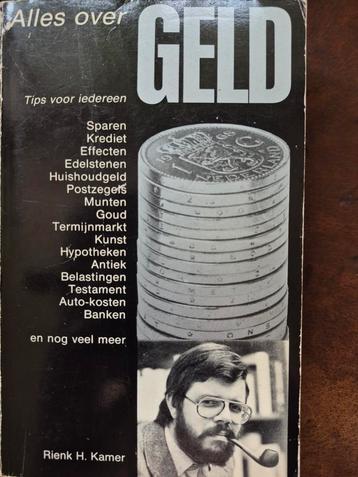 Alles over
GELD
Tips voor iedereen
Sparen
Krediet
Effecten
Edelstenen
Huishoudgeld
Postzegels
Munten
Goud
Termijnmarkt
Kunst
Hypotheken
Antiek
Belastingen
Testament
Auto-kosten
Banken
en nog veel meer
Rienk H. Kamer